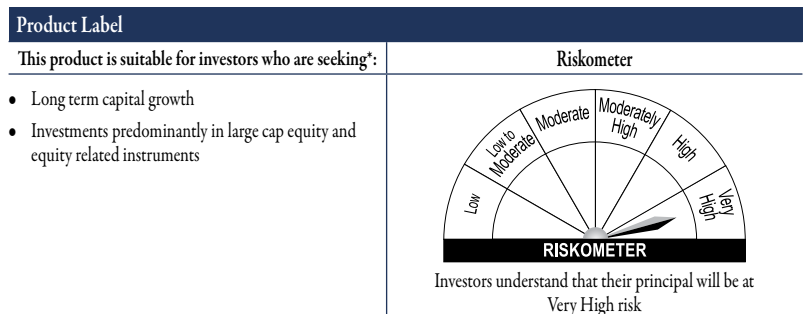 Product Label
This product is suitable for investors who are seeking*:
Riskometer
• Long term capital growth
• Investments predominantly in large cap equity and
equity related instruments
Low
Low to
Moderate
Moderate
Moderately
High
High
Very
High
RISKOMETER
Investors understand that their principal will be at
Very High risk